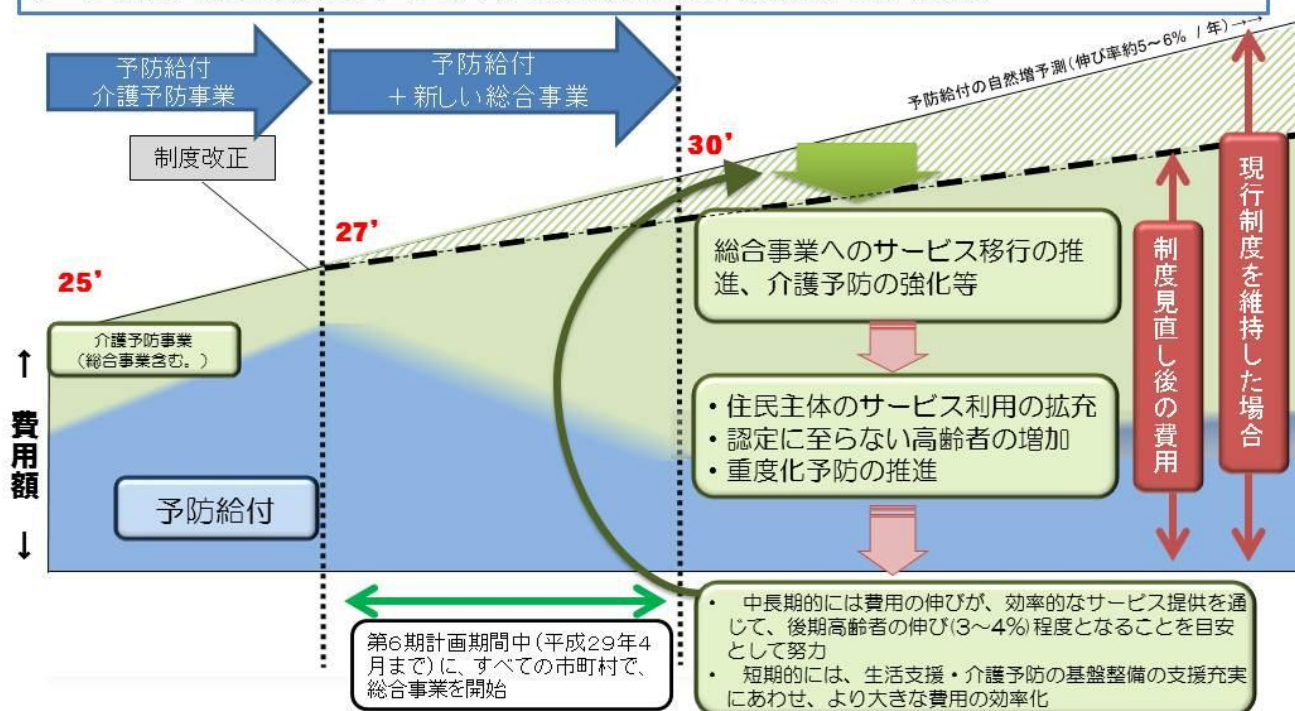 予防給付
介護予防事業
予防給付
＋新しい総合事業
予防給付の自然増予測(伸び率約5～6% / 年)→→
制度改正
30’
27’
25’
総合事業へのサービス移行の推
進、介護予防の強化等
制度見直し後の費用
現行制度を維持した場合
介護予防事業
（総合事業含む。）
↑
費用額
↓
・住民主体のサービス利用の拡充
・認定に至らない高齢者の増加
・重度化予防の推進
予防給付
第6期計画期間中(平成29年4
月まで)に、すべての市町村で、
総合事業を開始
・ 中長期的には費用の伸びが、効率的なサービス提供を通
じて、後期高齢者の伸び(3～4%)程度となることを目安
として努力
・ 短期的には、生活支援・介護予防の基盤整備の支援充実
にあわせ、より大きな費用の効率化